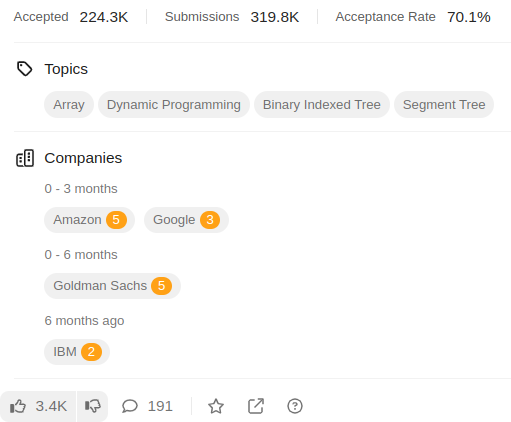 Accepted 224.3K Submissions 319.8K Acceptance Rate 70.1%
Topics
Array Dynamic Programming Binary Indexed Tree Segment Tree
Companies
0 - 3 months
Amazon 5 Google 3
0 - 6 months
Goldman Sachs 5
6 months ago
IBM 2
3.4K 191